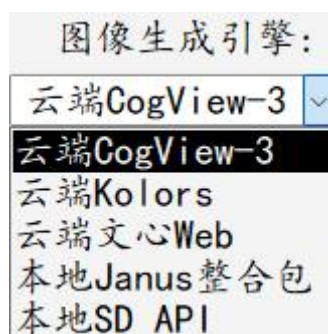 图像生成引擎:
云端CogView-3
云端CogView-3
云端Kolors
云端文心Web
本地Janus整合包
本地SD API